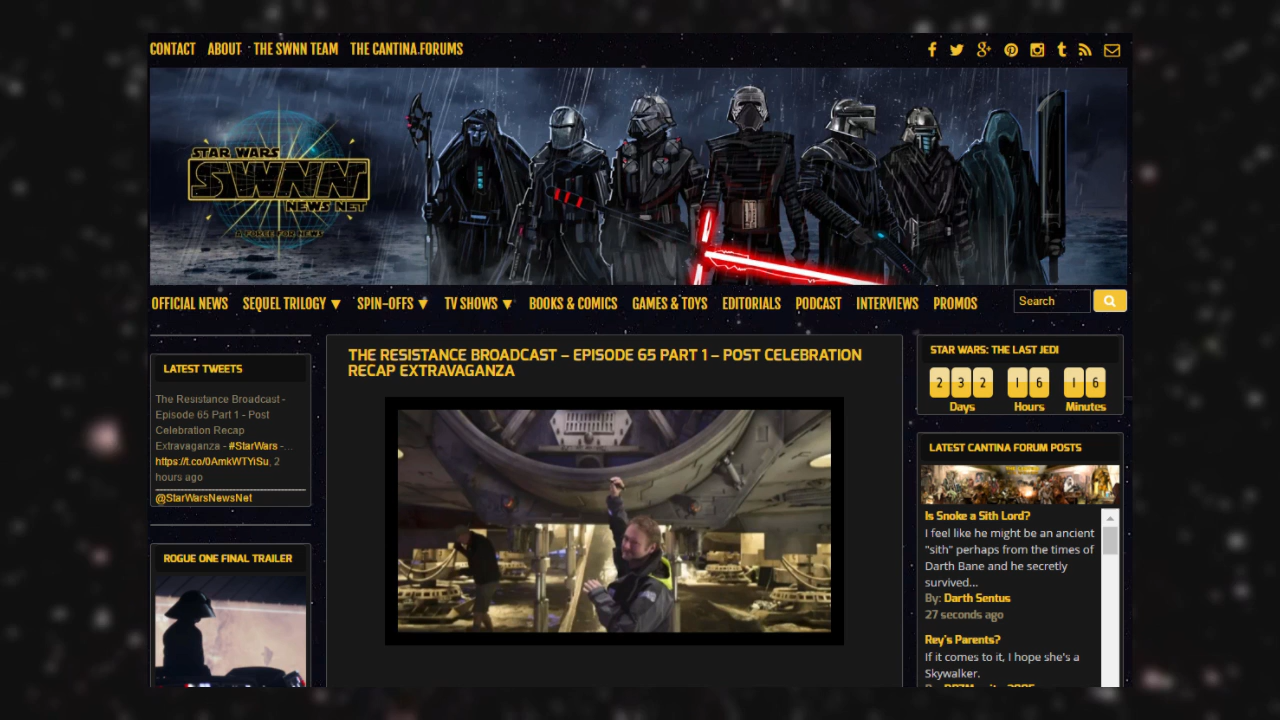 CONTACT ABOUT THE SWNN TEAM THE CANTINA FORUMS
STAR WARS
SWNN
NEWS NET
A FORCE FOR NEWS
OFFICIAL NEWS SEQUEL TRILOGY ▼ SPIN-OFFS ▼ TV SHOWS ▼ BOOKS & COMICS GAMES & TOYS EDITORIALS PODCAST INTERVIEWS PROMOS Search
LATEST TWEETS
The Resistance Broadcast -
Episode 65 Part 1 - Post
Celebration Recap
Extravaganza - #StarWars -...
https://t.co/0AmkWTYiSu, 2
hours ago
@StarWarsNewsNet
ROGUE ONE FINAL TRAILER
THE RESISTANCE BROADCAST – EPISODE 65 PART 1 – POST CELEBRATION
RECAP EXTRAVAGANZA
STAR WARS: THE LAST JEDI
2 3 2 1 6 1 6
Days Hours Minutes
LATEST CANTINA FORUM POSTS
Is Snoke a Sith Lord?
I feel like he might be an ancient
"sith" perhaps from the times of
Darth Bane and he secretly
survived...
By: Darth Sentus
27 seconds ago
Rey's Parents?
If it comes to it, I hope she's a
Skywalker.